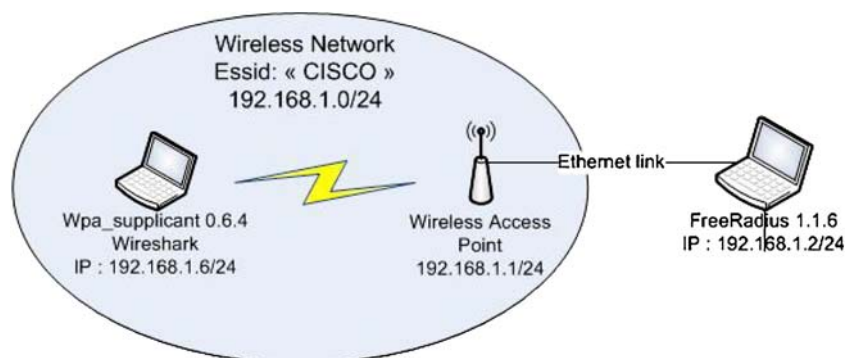 Wireless Network
Essid: « CISCO »
192.168.1.0/24
Ethernet link
Wpa_supplicant 0.6.4
Wireshark
IP : 192.168.1.6/24
Wireless Access
Point
192.168.1.1/24
FreeRadius 1.1.6
IP : 192.168.1.2/24